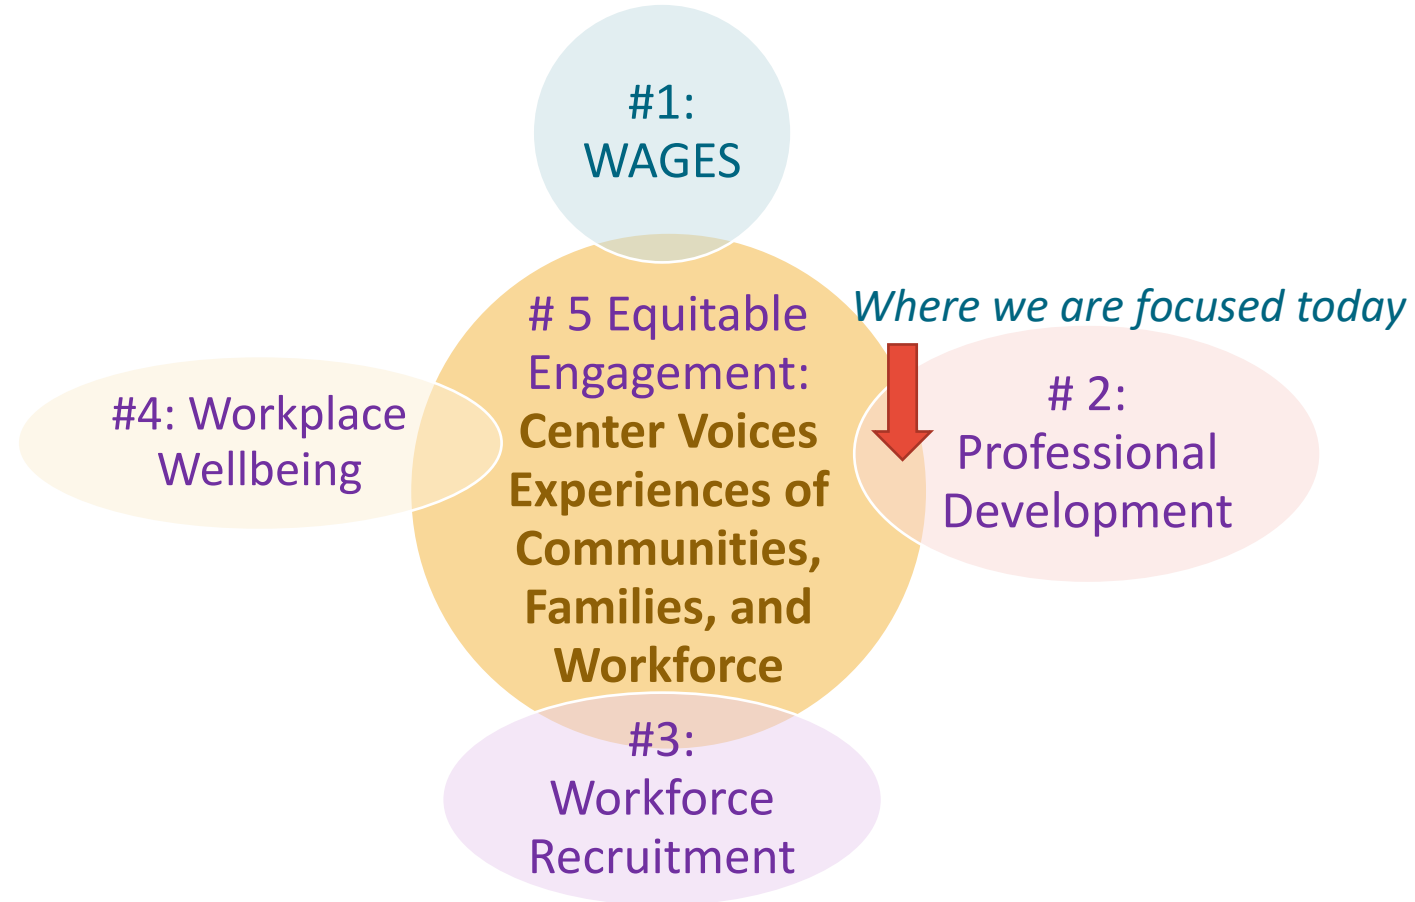 #1:
WAGES
# 5 Equitable
Engagement:
Center Voices
Experiences of
Communities,
Families, and
Workforce
Where we are focused today
# 2:
Professional
Development
#4: Workplace
Wellbeing
#3:
Workforce
Recruitment